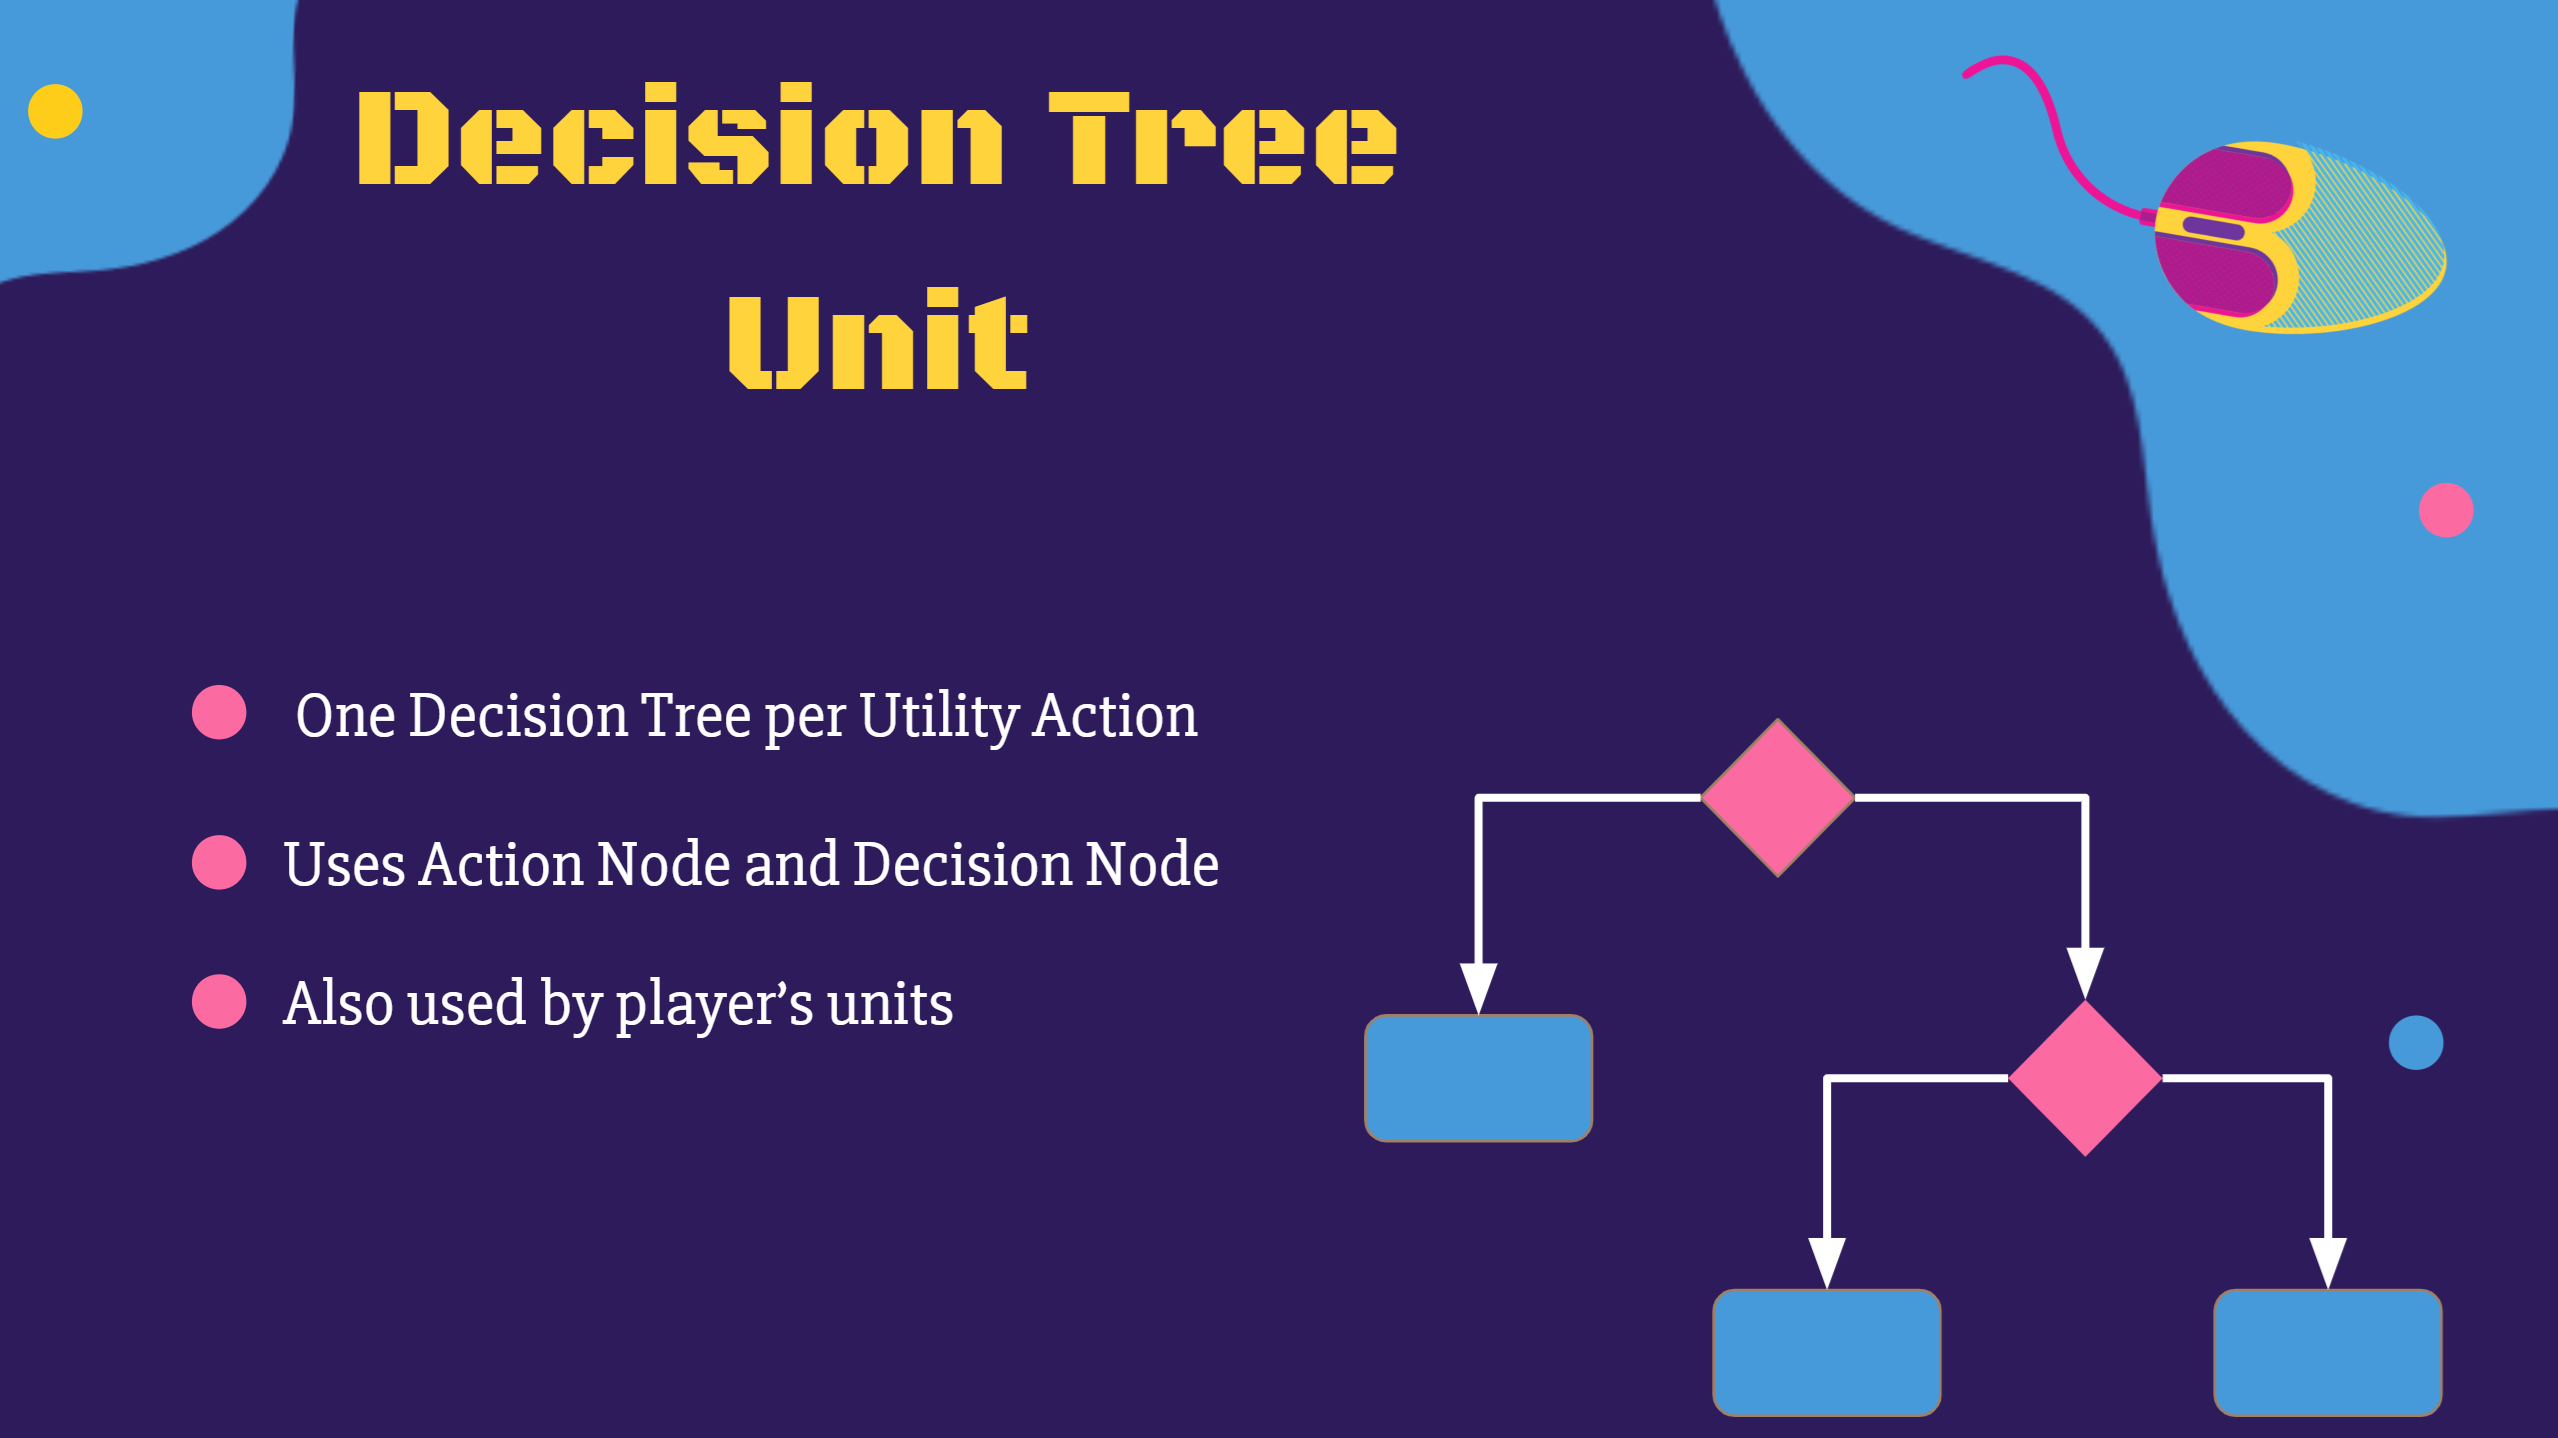 Decision Tree
Unit
One Decision Tree per Utility Action
Uses Action Node and Decision Node
Also used by player’s units